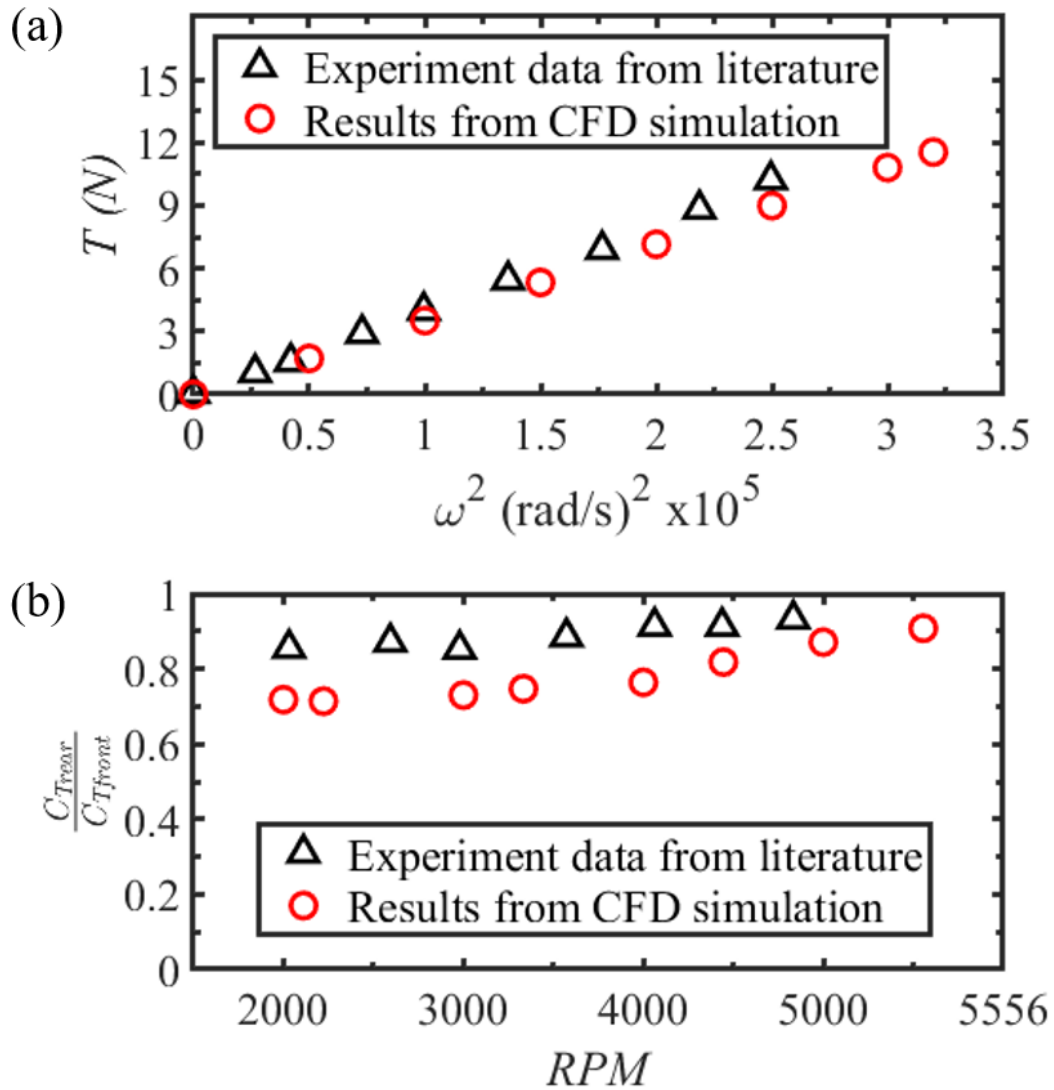 (a)
Experiment data from literature
Results from CFD simulation
15
12
9
6
3
0
T (N)
0 0.5 1 1.5 2 2.5 3 3.5
ω² (rad/s)² x10⁵
(b)
1
0.8
0.6
0.4
0.2
0
C_Trear / C_Tfront
Experiment data from literature
Results from CFD simulation
2000 3000 4000 5000 5556
RPM